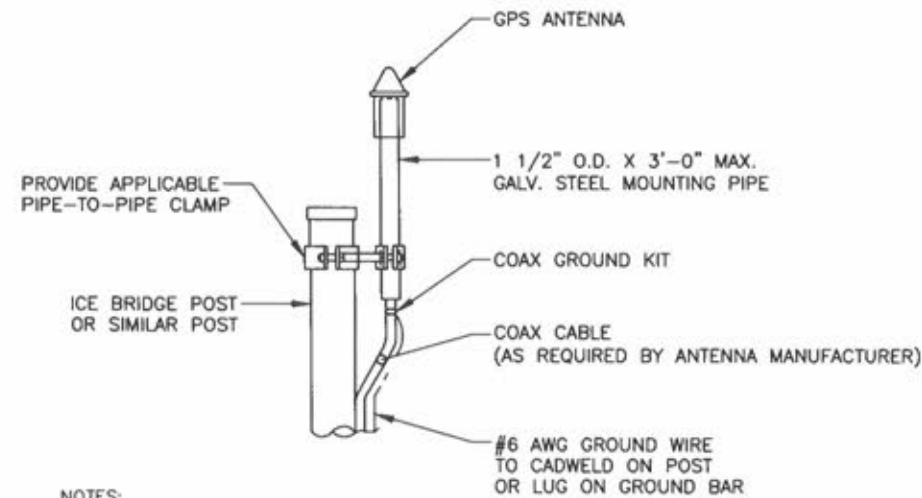 GPS ANTENNA
1 1/2" O.D. X 3'-0" MAX.
GALV. STEEL MOUNTING PIPE
PROVIDE APPLICABLE
PIPE-TO-PIPE CLAMP
COAX GROUND KIT
ICE BRIDGE POST
OR SIMILAR POST
COAX CABLE
(AS REQUIRED BY ANTENNA MANUFACTURER)
#6 AWG GROUND WIRE
TO CADWELD ON POST
OR LUG ON GROUND BAR
NOTES: